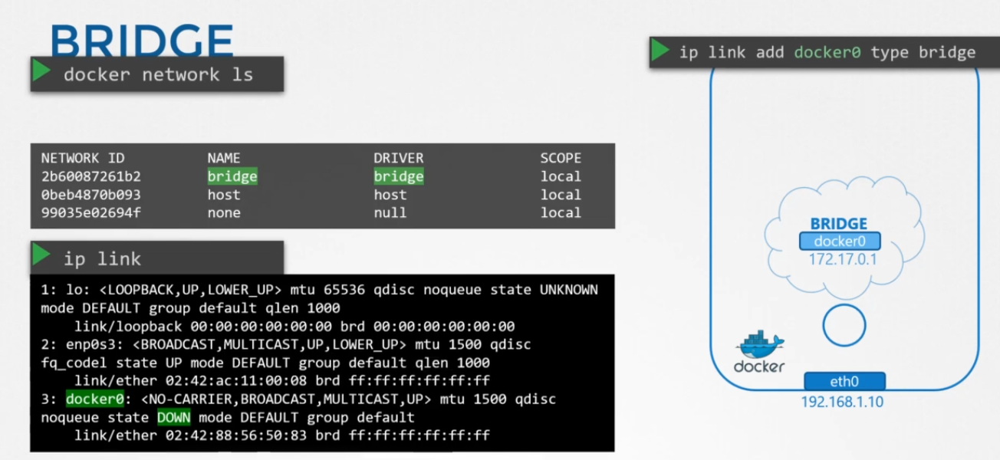 BRIDGE
docker network ls
NETWORK ID NAME DRIVER SCOPE
2b60087261b2 bridge bridge local
0beb4870b093 host host local
99035e02694f none null local
ip link
1: lo: <LOOPBACK,UP,LOWER_UP> mtu 65536 qdisc noqueue state UNKNOWN
mode DEFAULT group default qlen 1000
link/loopback 00:00:00:00:00:00 brd 00:00:00:00:00:00
2: enp0s3: <BROADCAST,MULTICAST,UP,LOWER_UP> mtu 1500 qdisc
fq_codel state UP mode DEFAULT group default qlen 1000
link/ether 02:42:ac:11:00:08 brd ff:ff:ff:ff:ff:ff
3: docker0: <NO-CARRIER,BROADCAST,MULTICAST,UP> mtu 1500 qdisc
noqueue state DOWN mode DEFAULT group default
link/ether 02:42:88:56:50:83 brd ff:ff:ff:ff:ff:ff
ip link add docker0 type bridge
BRIDGE
docker0
172.17.0.1
docker
eth0
192.168.1.10